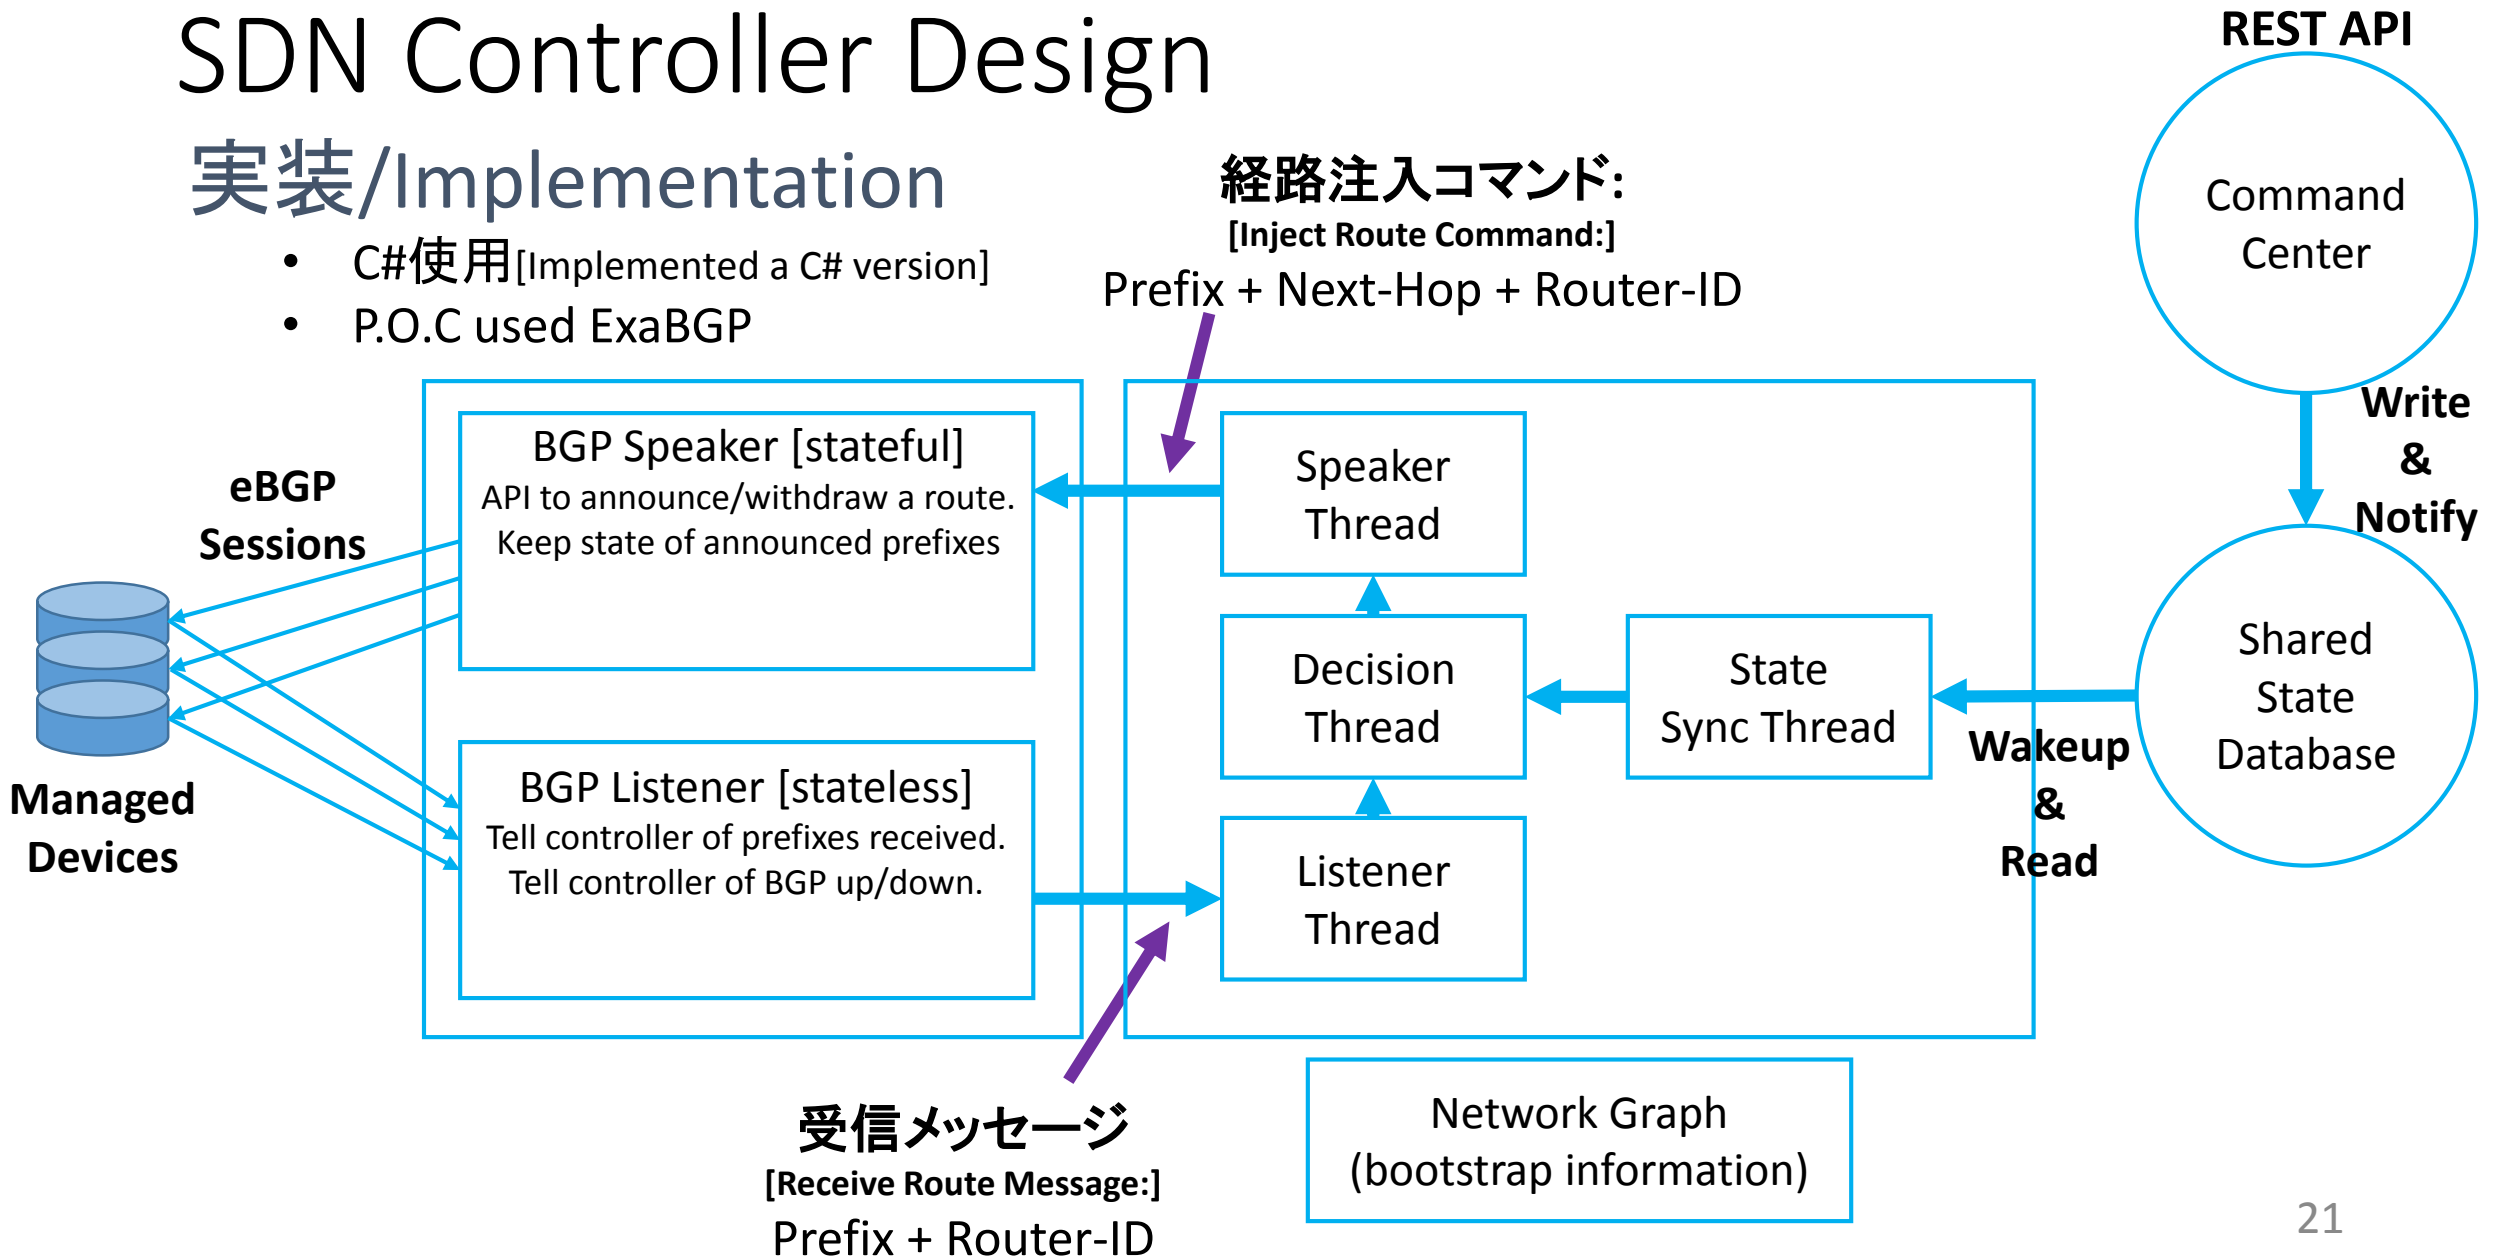 SDN Controller Design
実装/Implementation
• C#使用[Implemented a C# version]
• P.O.C used ExaBGP
経路注入コマンド:
[Inject Route Command:]
Prefix + Next-Hop + Router-ID
REST API
Command
Center
Write
&
Notify
Shared
State
Database
Wakeup
&
Read
State
Sync Thread
Speaker
Thread
Decision
Thread
Listener
Thread
BGP Speaker [stateful]
API to announce/withdraw a route.
Keep state of announced prefixes
BGP Listener [stateless]
Tell controller of prefixes received.
Tell controller of BGP up/down.
eBGP
Sessions
Managed
Devices
受信メッセージ
[Receive Route Message:]
Prefix + Router-ID
Network Graph
(bootstrap information)
21